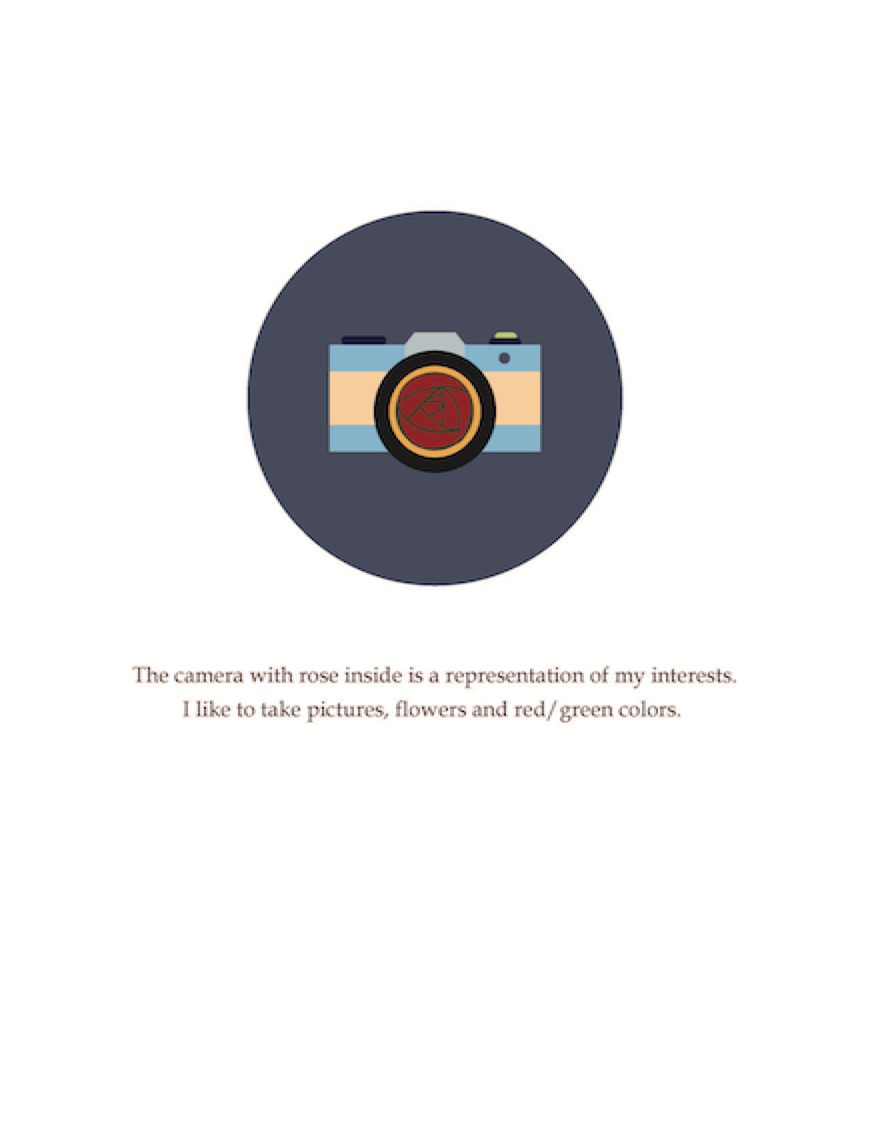 The camera with rose inside is a representation of my interests.
I like to take pictures, flowers and red/green colors.